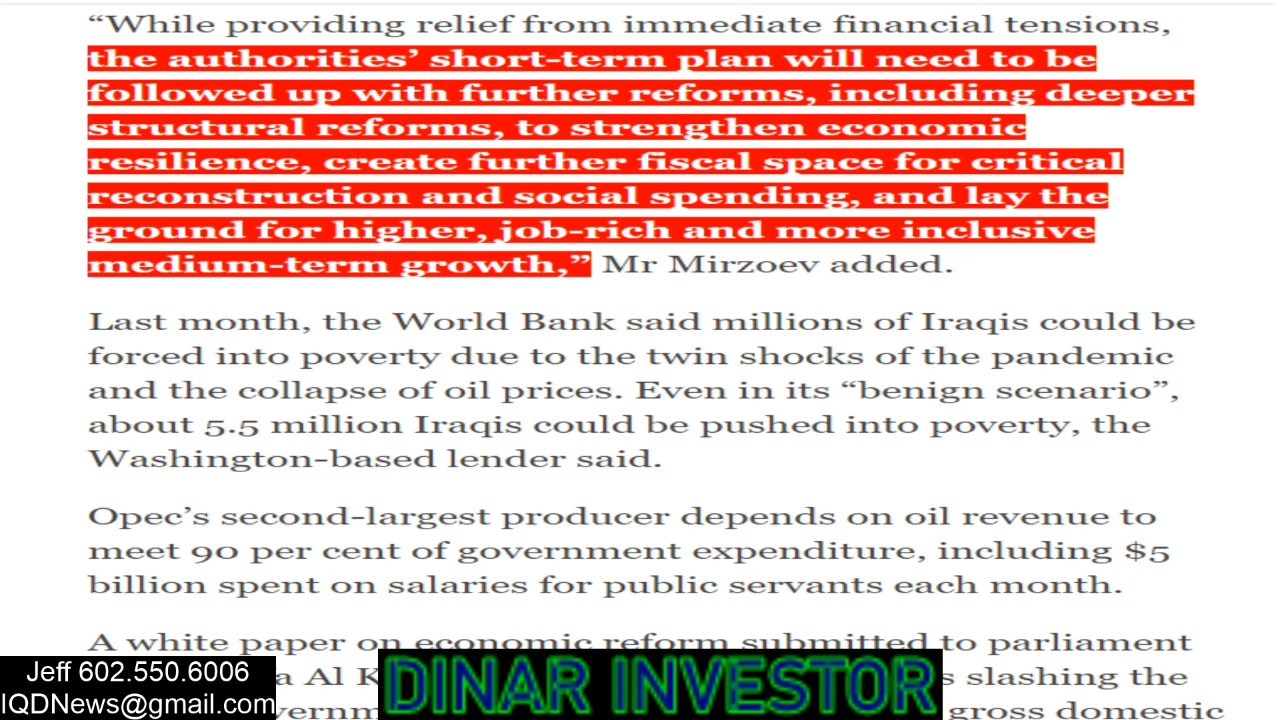 “While providing relief from immediate financial tensions,
the authorities’ short-term plan will need to be
followed up with further reforms, including deeper
structural reforms, to strengthen economic
resilience, create further fiscal space for critical
reconstruction and social spending, and lay the
ground for higher, job-rich and more inclusive
medium-term growth,” Mr Mirzoev added.
Last month, the World Bank said millions of Iraqis could be
forced into poverty due to the twin shocks of the pandemic
and the collapse of oil prices. Even in its “benign scenario”,
about 5.5 million Iraqis could be pushed into poverty, the
Washington-based lender said.
Opec’s second-largest producer depends on oil revenue to
meet 90 per cent of government expenditure, including $5
billion spent on salaries for public servants each month.
A white paper on economic reform submitted to parliament
a Al slashing the
gross domestic
Jeff 602.550.6006
IQDNews@gmail.com
DINAR INVESTOR